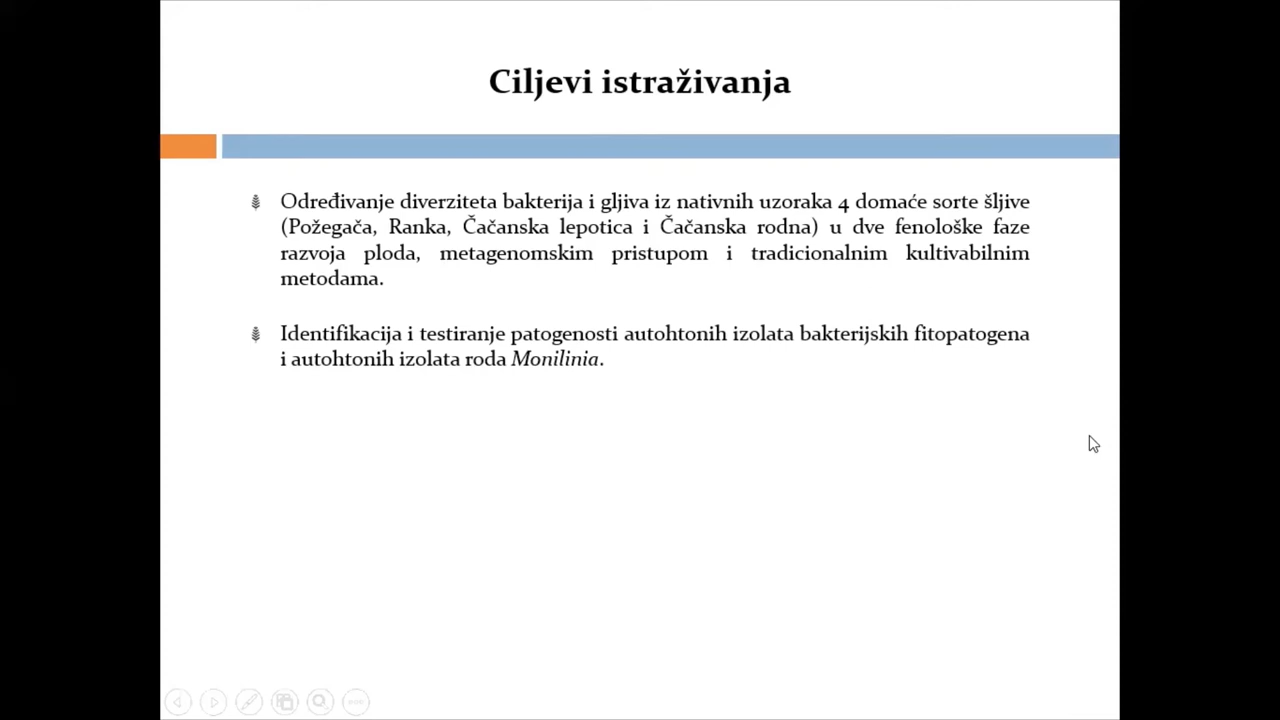 Ciljevi istraživanja
Određivanje diverziteta bakterija i gljiva iz nativnih uzoraka 4 domaće sorte šljive
(Požegača, Ranka, Čačanska lepotica i Čačanska rodna) u dve fenološke faze
razvoja ploda, metagenomskim pristupom i tradicionalnim kultivabilnim
metodama.
Identifikacija i testiranje patogenosti autohtonih izolata bakterijskih fitopatogena
i autohtonih izolata roda Monilinia.